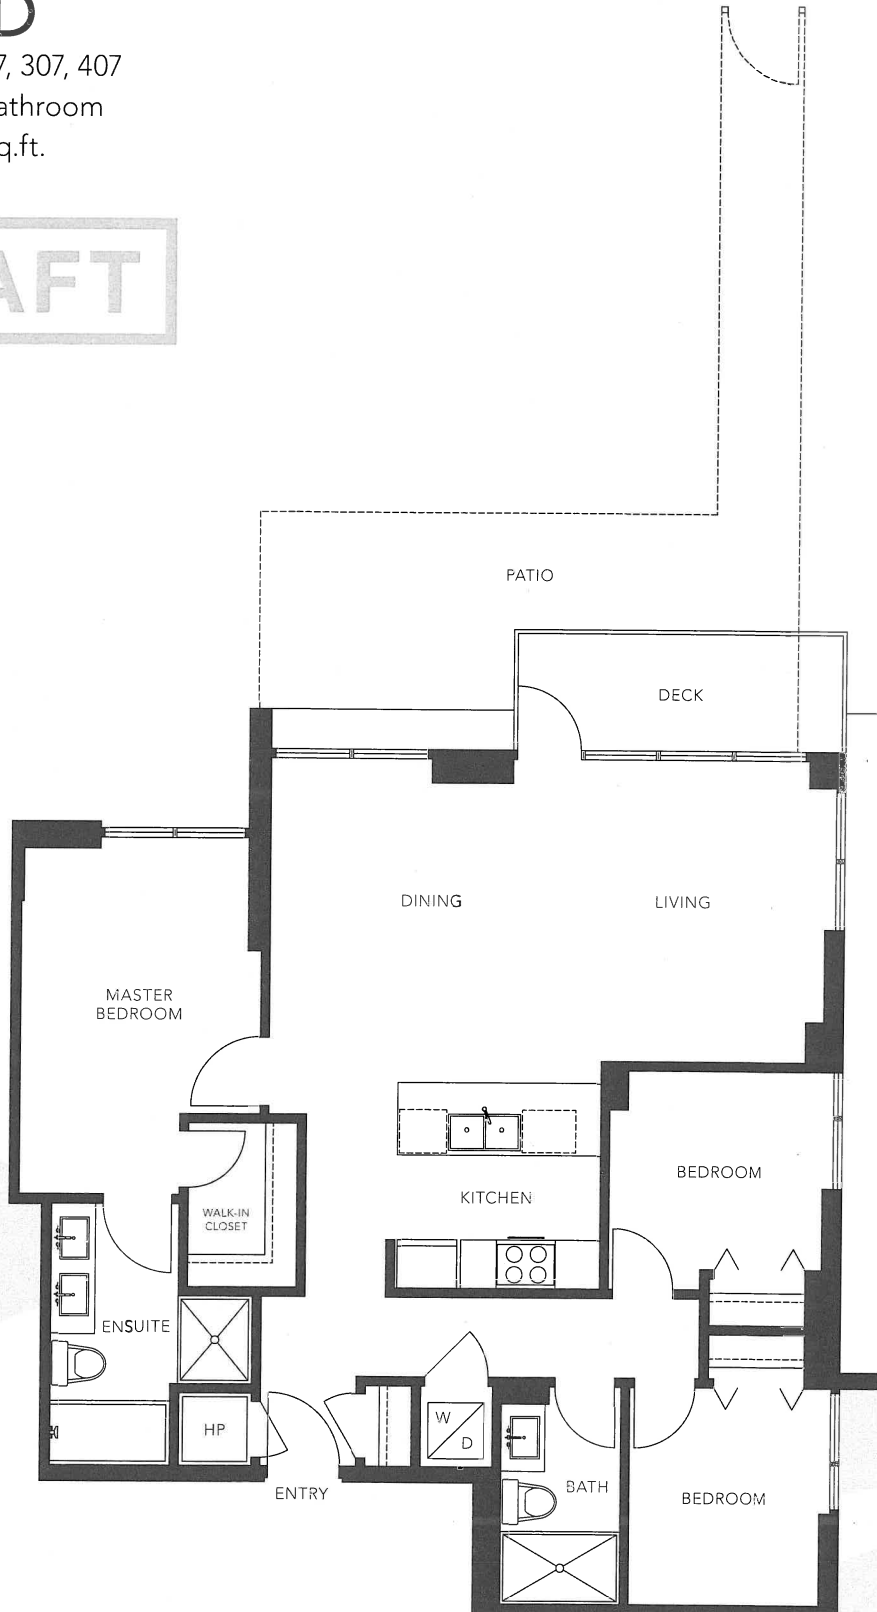 D
7, 307, 407
athroom
q.ft.
AFT
PATIO
DECK
DINING
LIVING
MASTER
BEDROOM
BEDROOM
KITCHEN
WALK-IN
CLOSET
ENSUITE
HP
W
D
ENTRY
BATH
BEDROOM